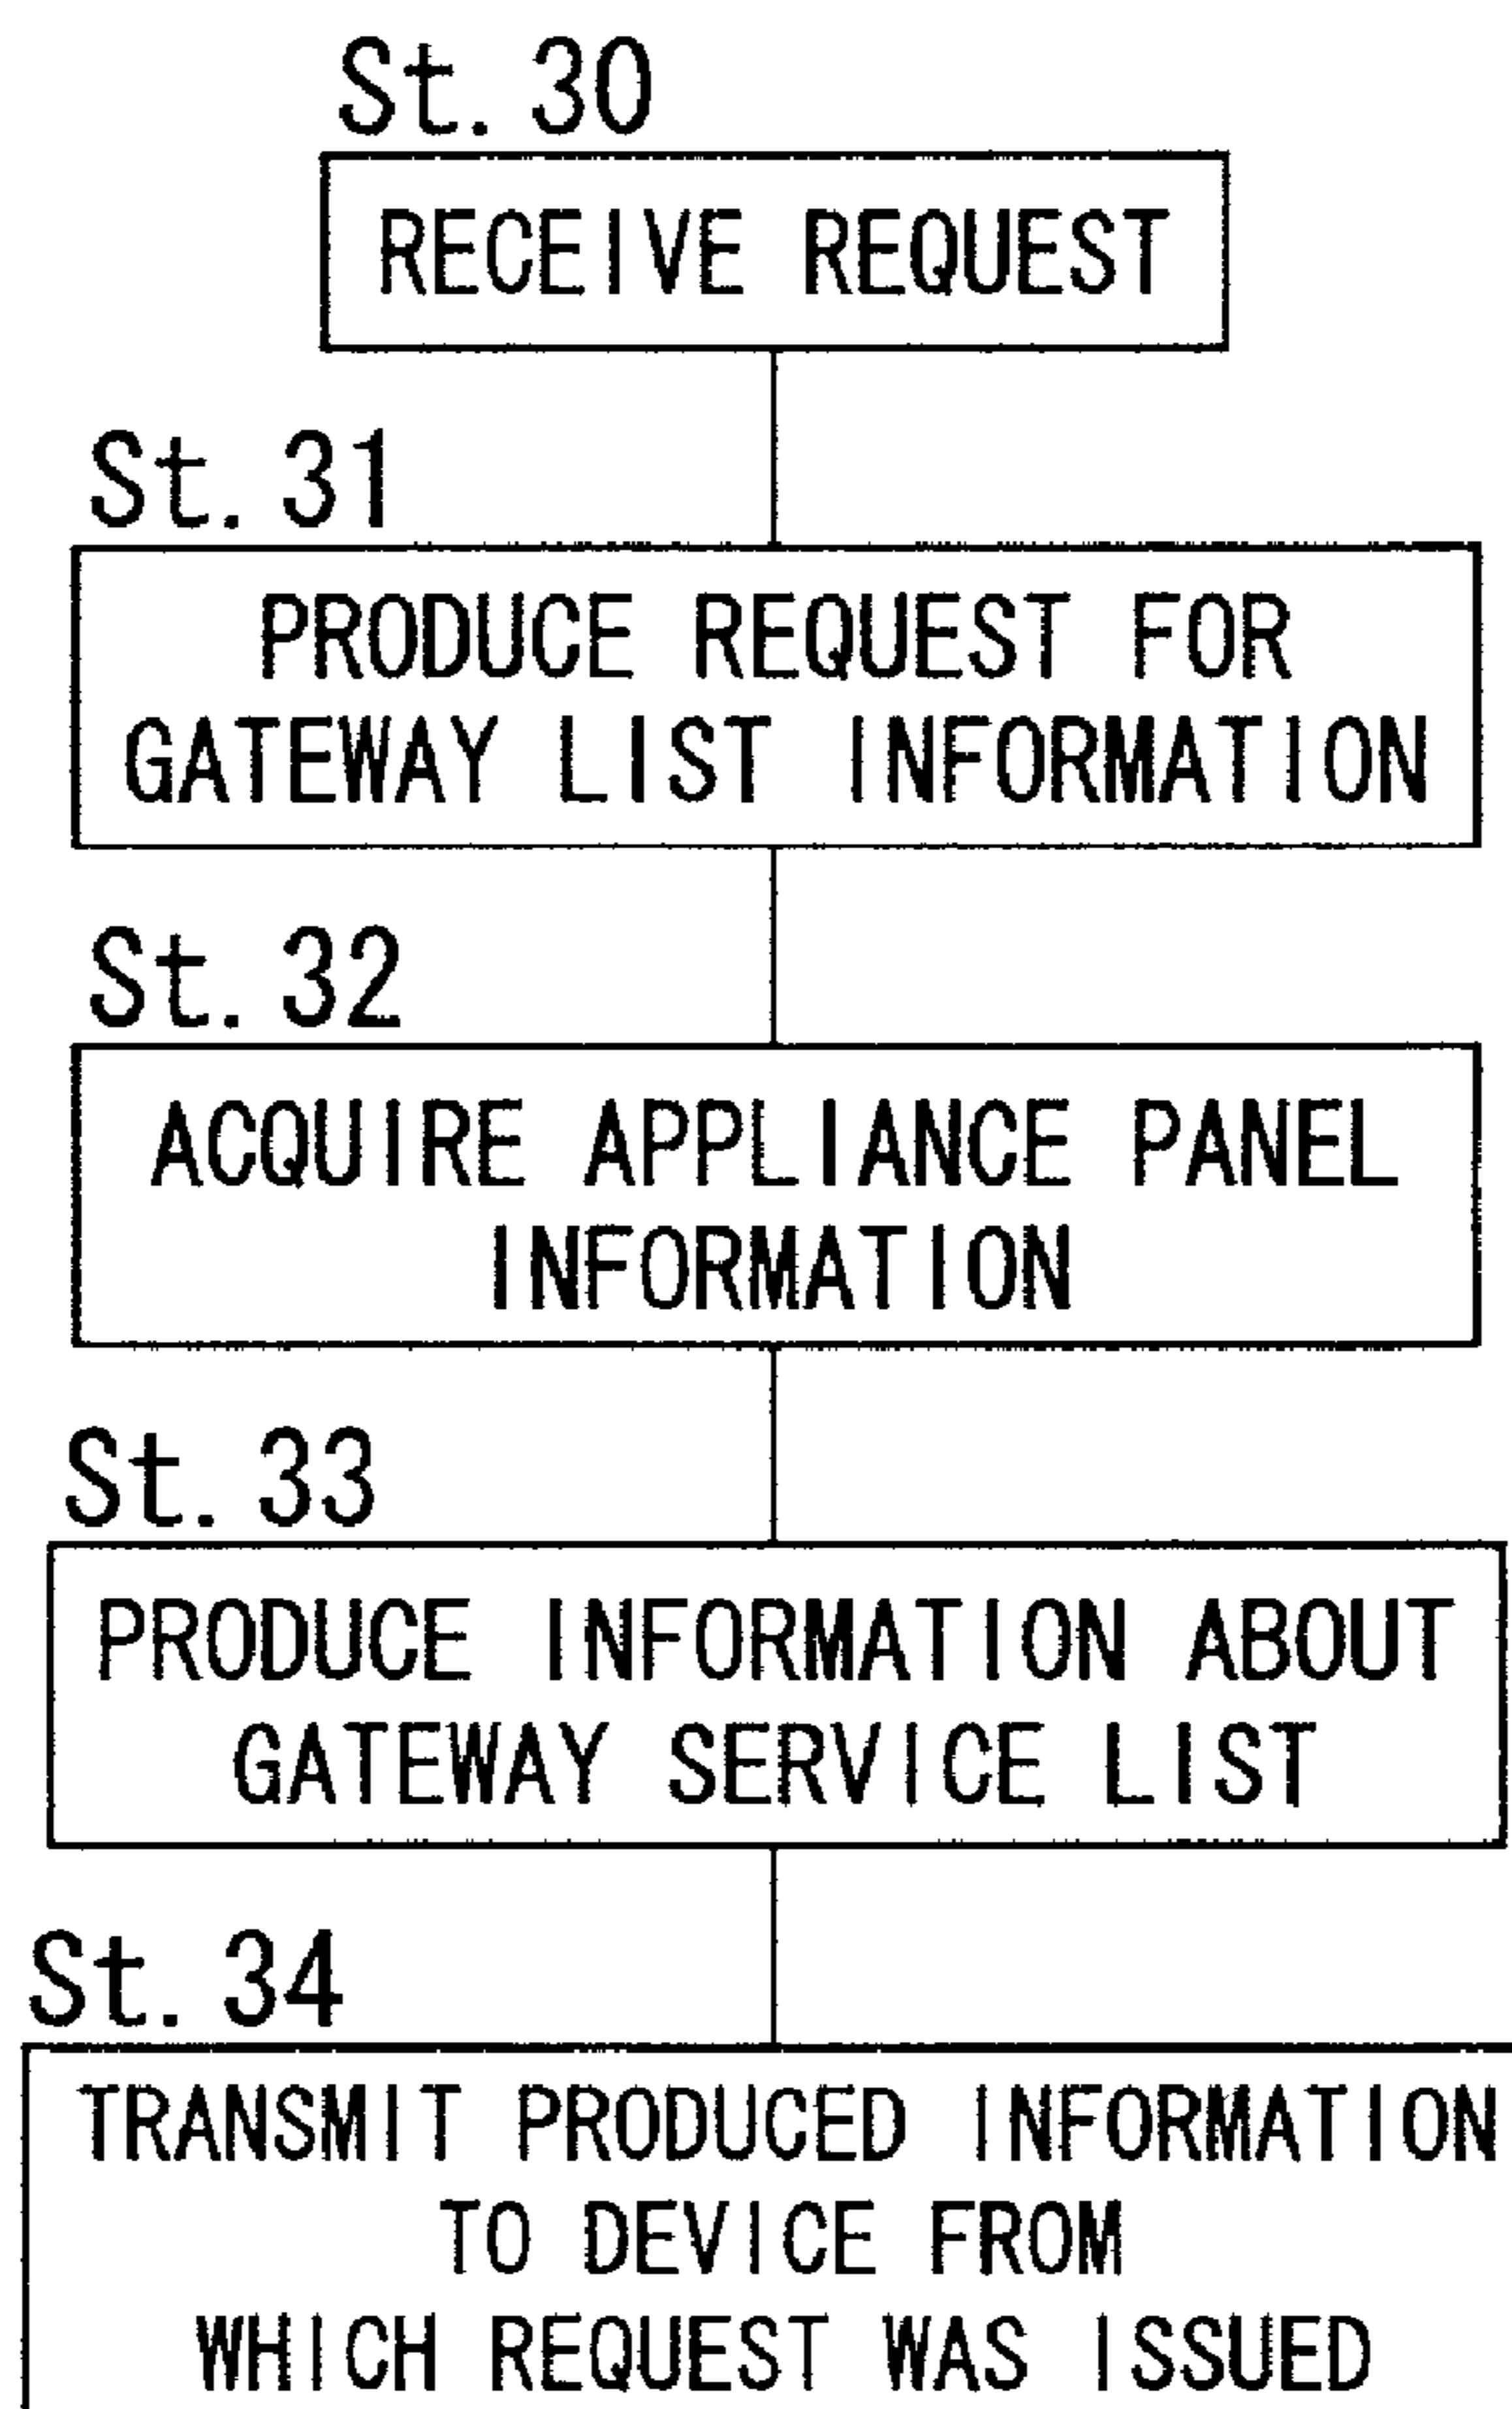 St. 30
RECEIVE REQUEST
St. 31
PRODUCE REQUEST FOR
GATEWAY LIST INFORMATION
St. 32
ACQUIRE APPLIANCE PANEL
INFORMATION
St. 33
PRODUCE INFORMATION ABOUT
GATEWAY SERVICE LIST
St. 34
TRANSMIT PRODUCED INFORMATION
TO DEVICE FROM
WHICH REQUEST WAS ISSUED